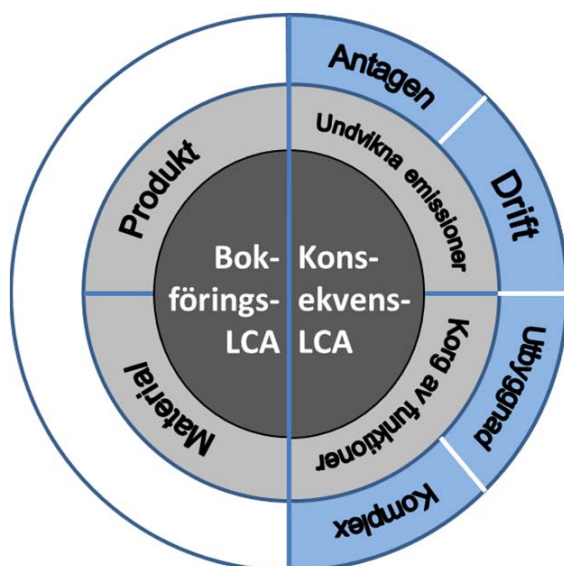 Antagen
Undvikna emissioner
Drift
Produkt
Bok-
förings-
LCA
Kons-
ekvens-
LCA
Material
Korg av funktioner
Utbyggnad
Komplex